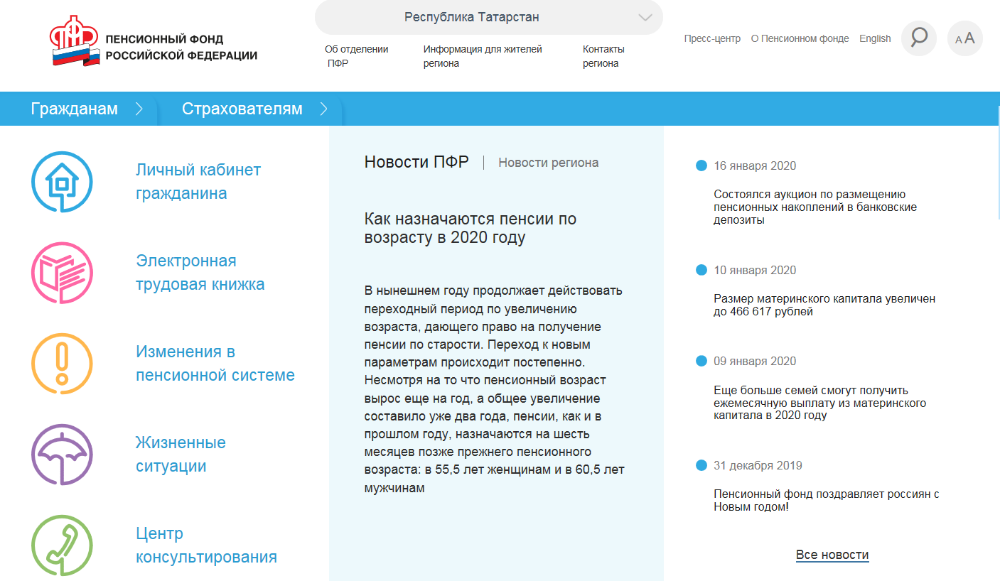 ПЕНСИОННЫЙ ФОНД
РОССИЙСКОЙ ФЕДЕРАЦИИ
Республика Татарстан
Об отделении
ПФР
Информация для жителей
региона
Контакты
региона
Пресс-центр
О Пенсионном фонде
English
A A
Гражданам
Страхователям
Личный кабинет
гражданина
Электронная
трудовая книжка
Изменения в
пенсионной системе
Жизненные
ситуации
Центр
консультирования
Новости ПФР
Новости региона
Как назначаются пенсии по
возрасту в 2020 году
В нынешнем году продолжает действовать
переходный период по увеличению
возраста, дающего право на получение
пенсии по старости. Переход к новым
параметрам происходит постепенно.
Несмотря на то что пенсионный возраст
вырос еще на год, а общее увеличение
составило уже два года, пенсии, как и в
прошлом году, назначаются на шесть
месяцев позже прежнего пенсионного
возраста: в 55,5 лет женщинам и в 60,5 лет
мужчинам
16 января 2020
Состоялся аукцион по размещению
пенсионных накоплений в банковские
депозиты
10 января 2020
Размер материнского капитала увеличен
до 466 617 рублей
09 января 2020
Еще больше семей смогут получить
ежемесячную выплату из материнского
капитала в 2020 году
31 декабря 2019
Пенсионный фонд поздравляет россиян с
Новым годом!
Все новости